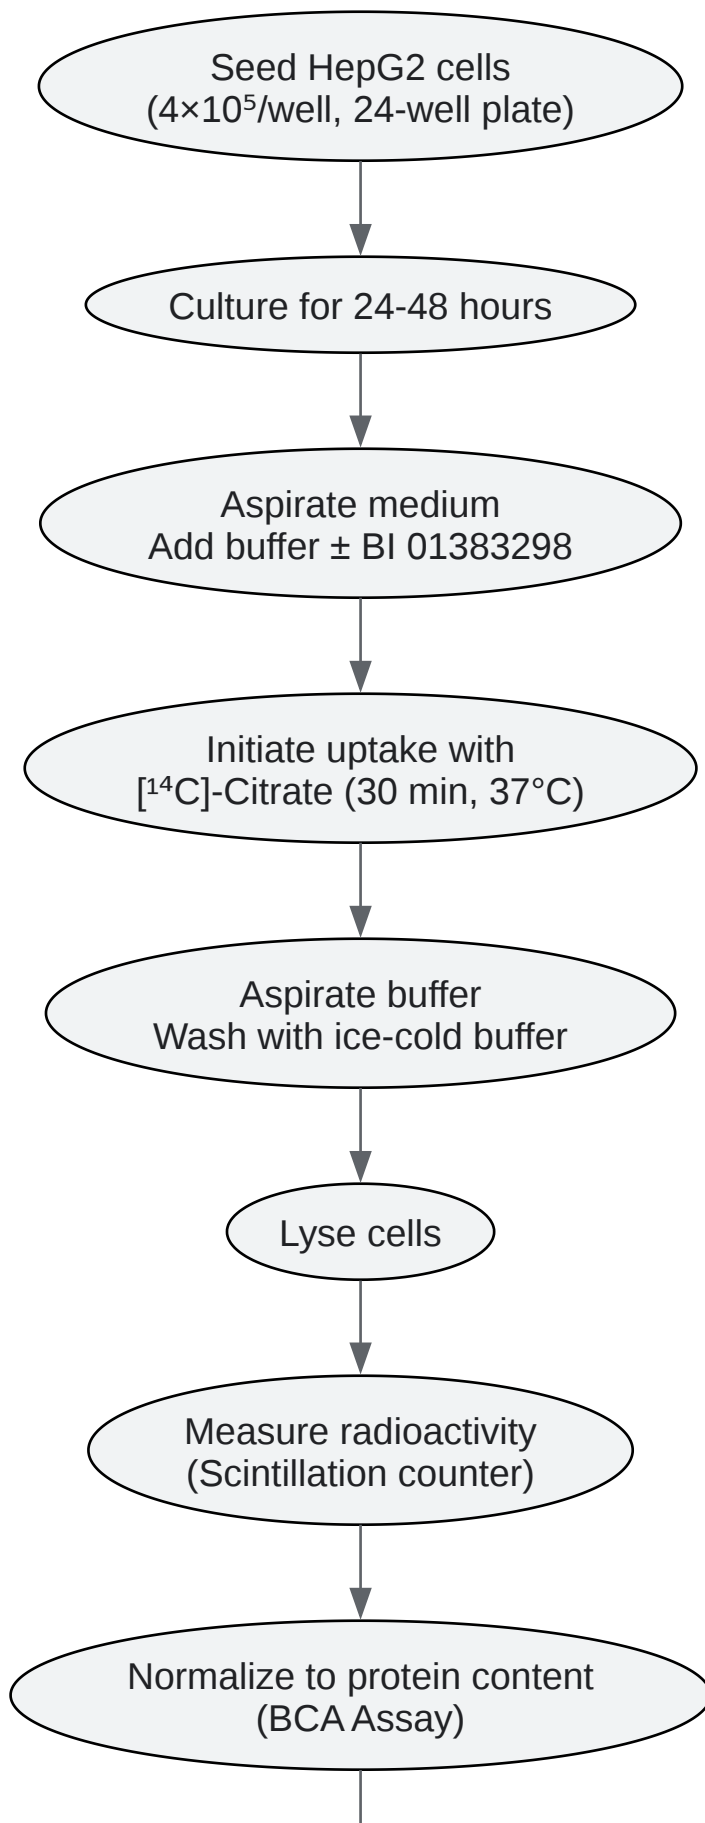 Seed HepG2 cells
(4×10⁵/well, 24-well plate)
Culture for 24-48 hours
Aspirate medium
Add buffer ± BI 01383298
Initiate uptake with
[¹⁴C]-Citrate (30 min, 37°C)
Aspirate buffer
Wash with ice-cold buffer
Lyse cells
Measure radioactivity
(Scintillation counter)
Normalize to protein content
(BCA Assay)